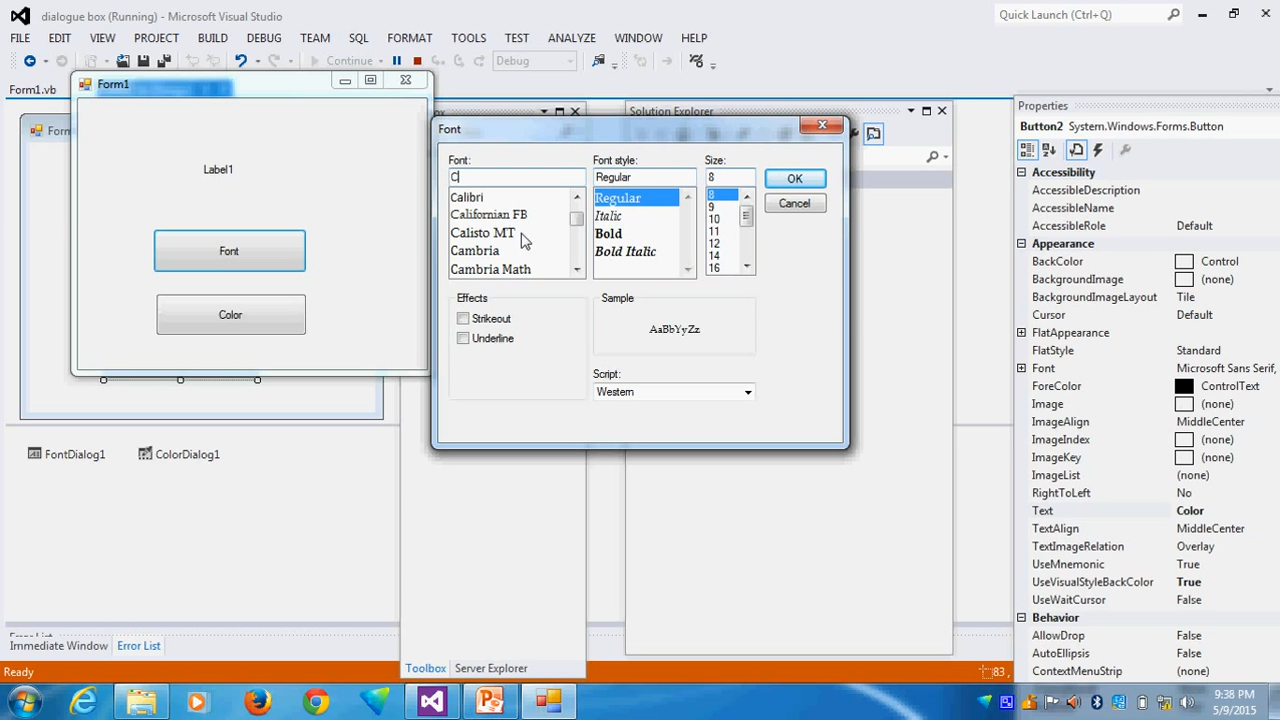 dialogue box (Running) - Microsoft Visual Studio
Quick Launch (Ctrl+Q)
FILE EDIT VIEW PROJECT BUILD DEBUG TEAM SQL FORMAT TOOLS TEST ANALYZE WINDOW HELP
Continue Debug
Form1.vb
Form1
Label1
Font
Color
Form
FontDialog1 ColorDialog1
ox
Solution Explorer
Font
Font: Font style: Size:
C Regular 8
OK
Cancel
Calibri
Californian FB
Calisto MT
Cambria
Cambria Math
Regular
Italic
Bold
Bold Italic
8
9
10
11
12
14
16
Effects
Strikeout
Underline
Sample
AaBbYyZz
Script:
Western
Properties
Button2 System.Windows.Forms.Button
Accessibility
AccessibleDescription
AccessibleName
AccessibleRole Default
Appearance
BackColor Control
BackgroundImage (none)
BackgroundImageLayout Tile
Cursor Default
FlatAppearance
FlatStyle Standard
Font Microsoft Sans Serif,
ForeColor ControlText
Image (none)
ImageAlign MiddleCenter
ImageIndex (none)
ImageKey (none)
ImageList (none)
RightToLeft No
Text Color
TextAlign MiddleCenter
TextImageRelation Overlay
UseMnemonic True
UseVisualStyleBackColor True
UseWaitCursor False
Behavior
AllowDrop False
AutoEllipsis False
ContextMenuStrip (none)
Error List
Immediate Window Error List
Toolbox Server Explorer
Ready
83 ,
9:38 PM
5/9/2015